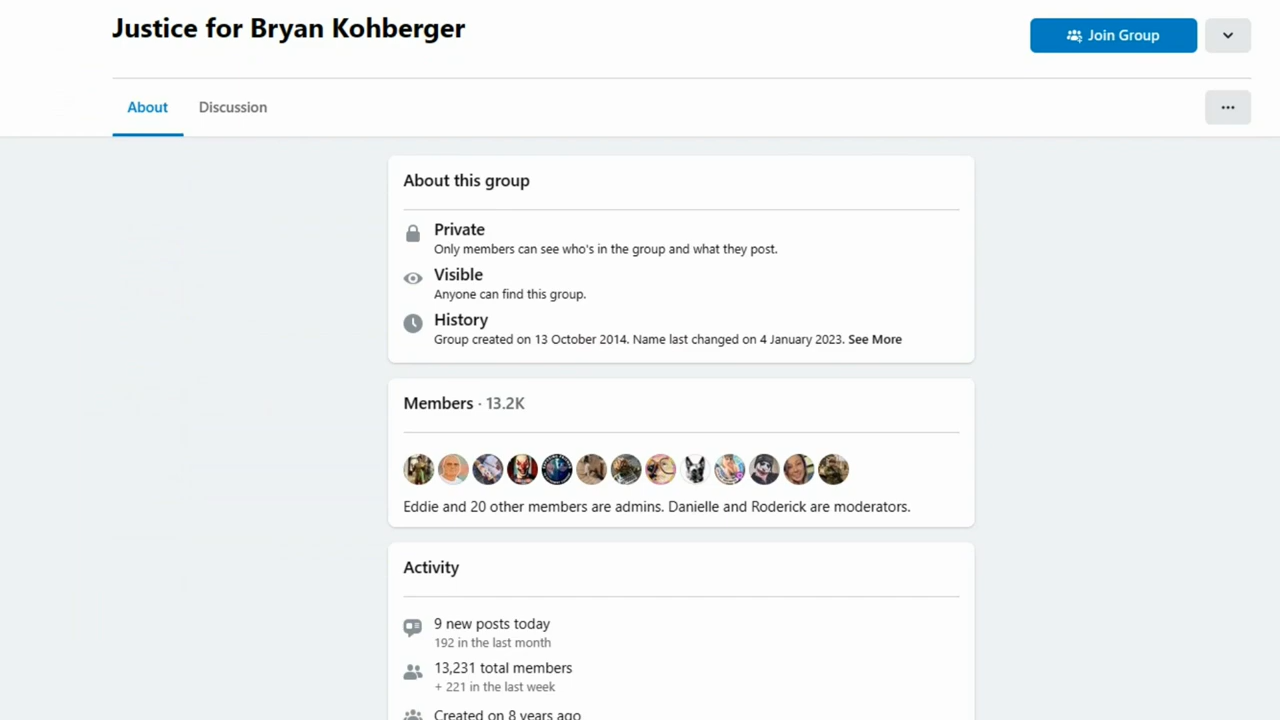 Justice for Bryan Kohberger
Join Group
About Discussion
About this group
Private
Only members can see who's in the group and what they post.
Visible
Anyone can find this group.
History
Group created on 13 October 2014. Name last changed on 4 January 2023. See More
Members · 13.2K
Eddie and 20 other members are admins. Danielle and Roderick are moderators.
Activity
9 new posts today
192 in the last month
13,231 total members
+ 221 in the last week
Created on 8 years ago